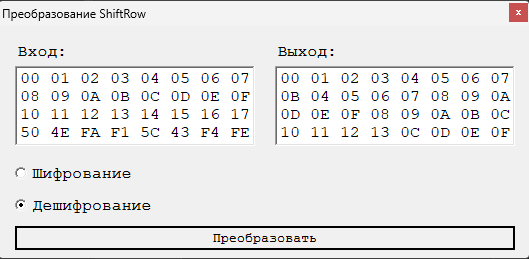 Преобразование ShiftRow
x
Вход:
00 01 02 03 04 05 06 07
08 09 0A 0B 0C 0D 0E 0F
10 11 12 13 14 15 16 17
50 4E FA F1 5C 43 F4 FE
Выход:
00 01 02 03 04 05 06 07
0B 04 05 06 07 08 09 0A
0D 0E 0F 08 09 0A 0B 0C
10 11 12 13 0C 0D 0E 0F
Шифрование
Дешифрование
Преобразовать